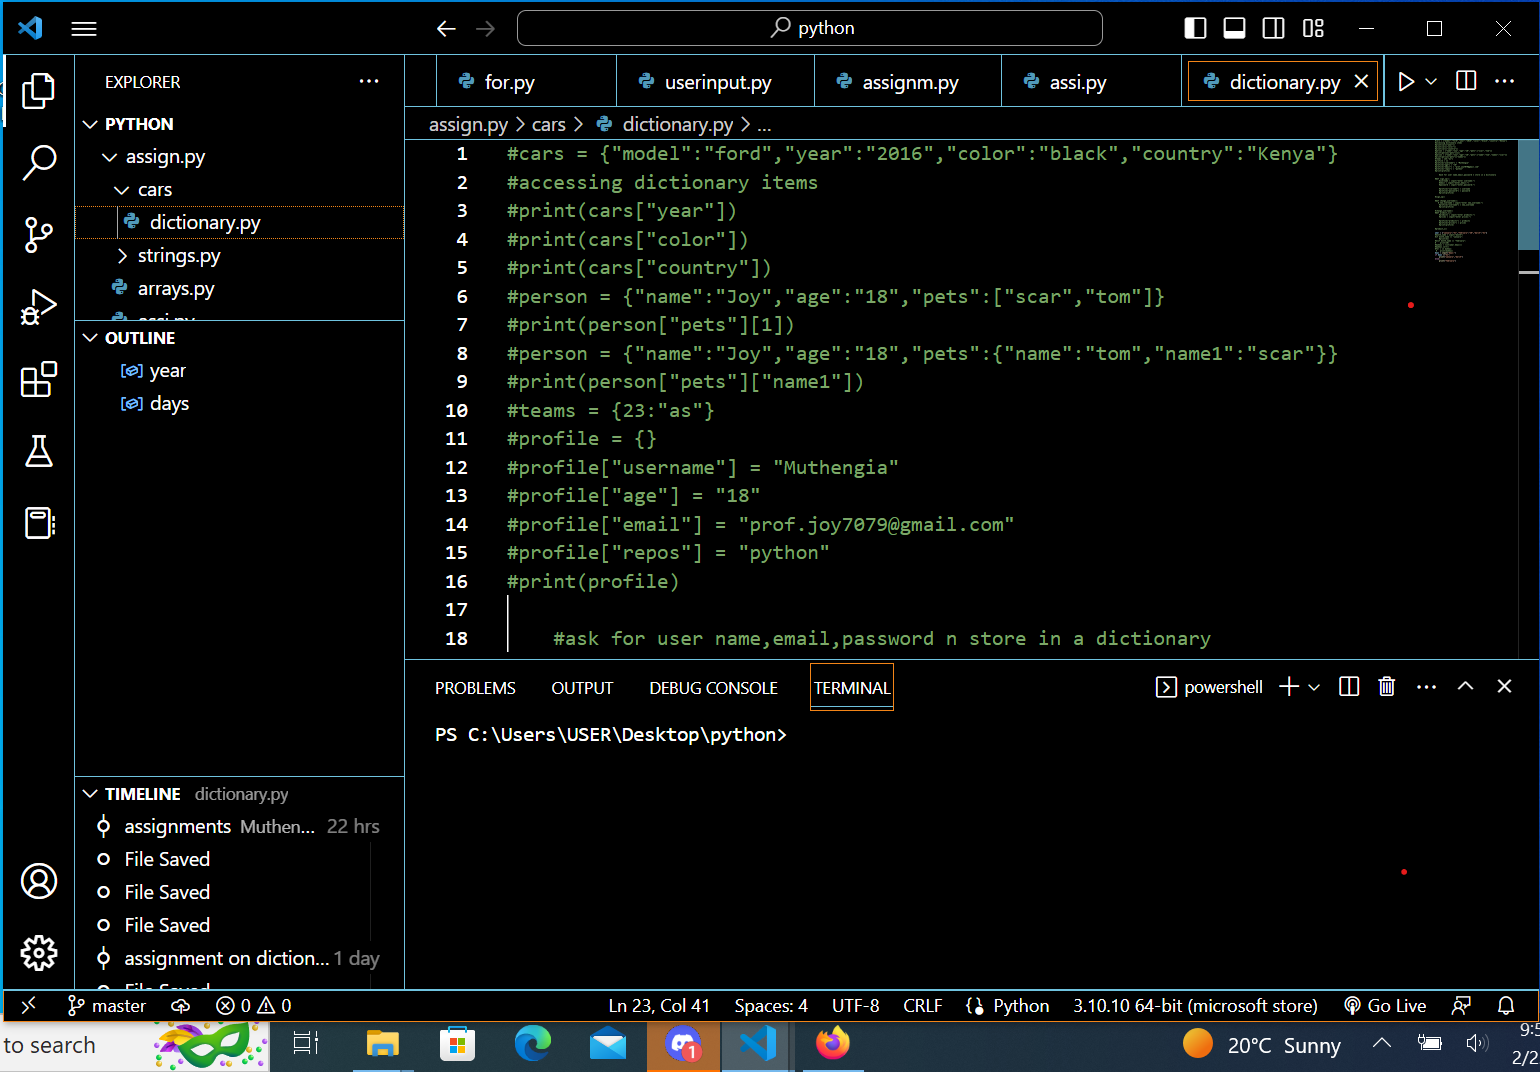 python
EXPLORER
for.py
userinput.py
assignm.py
assi.py
dictionary.py
PYTHON
assign.py
cars
dictionary.py
strings.py
arrays.py
assi.py
assign.py > cars > dictionary.py > ...
1 #cars = {"model":"ford","year":"2016","color":"black","country":"Kenya"}
2 #accessing dictionary items
3 #print(cars["year"])
4 #print(cars["color"])
5 #print(cars["country"])
6 #person = {"name":"Joy","age":"18","pets":["scar","tom"]}
7 #print(person["pets"][1])
8 #person = {"name":"Joy","age":"18","pets":{"name":"tom","name1":"scar"}}
9 #print(person["pets"]["name1"])
10 #teams = {23:"as"}
11 #profile = {}
12 #profile["username"] = "Muthengia"
13 #profile["age"] = "18"
14 #profile["email"] = "prof.joy7079@gmail.com"
15 #profile["repos"] = "python"
16 #print(profile)
17
18 #ask for user name,email,password n store in a dictionary
OUTLINE
year
days
PROBLEMS OUTPUT DEBUG CONSOLE TERMINAL
powershell
PS C:\Users\USER\Desktop\python>
TIMELINE dictionary.py
assignments Muthen... 22 hrs
File Saved
File Saved
File Saved
assignment on diction... 1 day
File Saved
master 0 0 Ln 23, Col 41 Spaces: 4 UTF-8 CRLF Python 3.10.10 64-bit (microsoft store) Go Live
to search
1
20°C Sunny
9:5
2/2